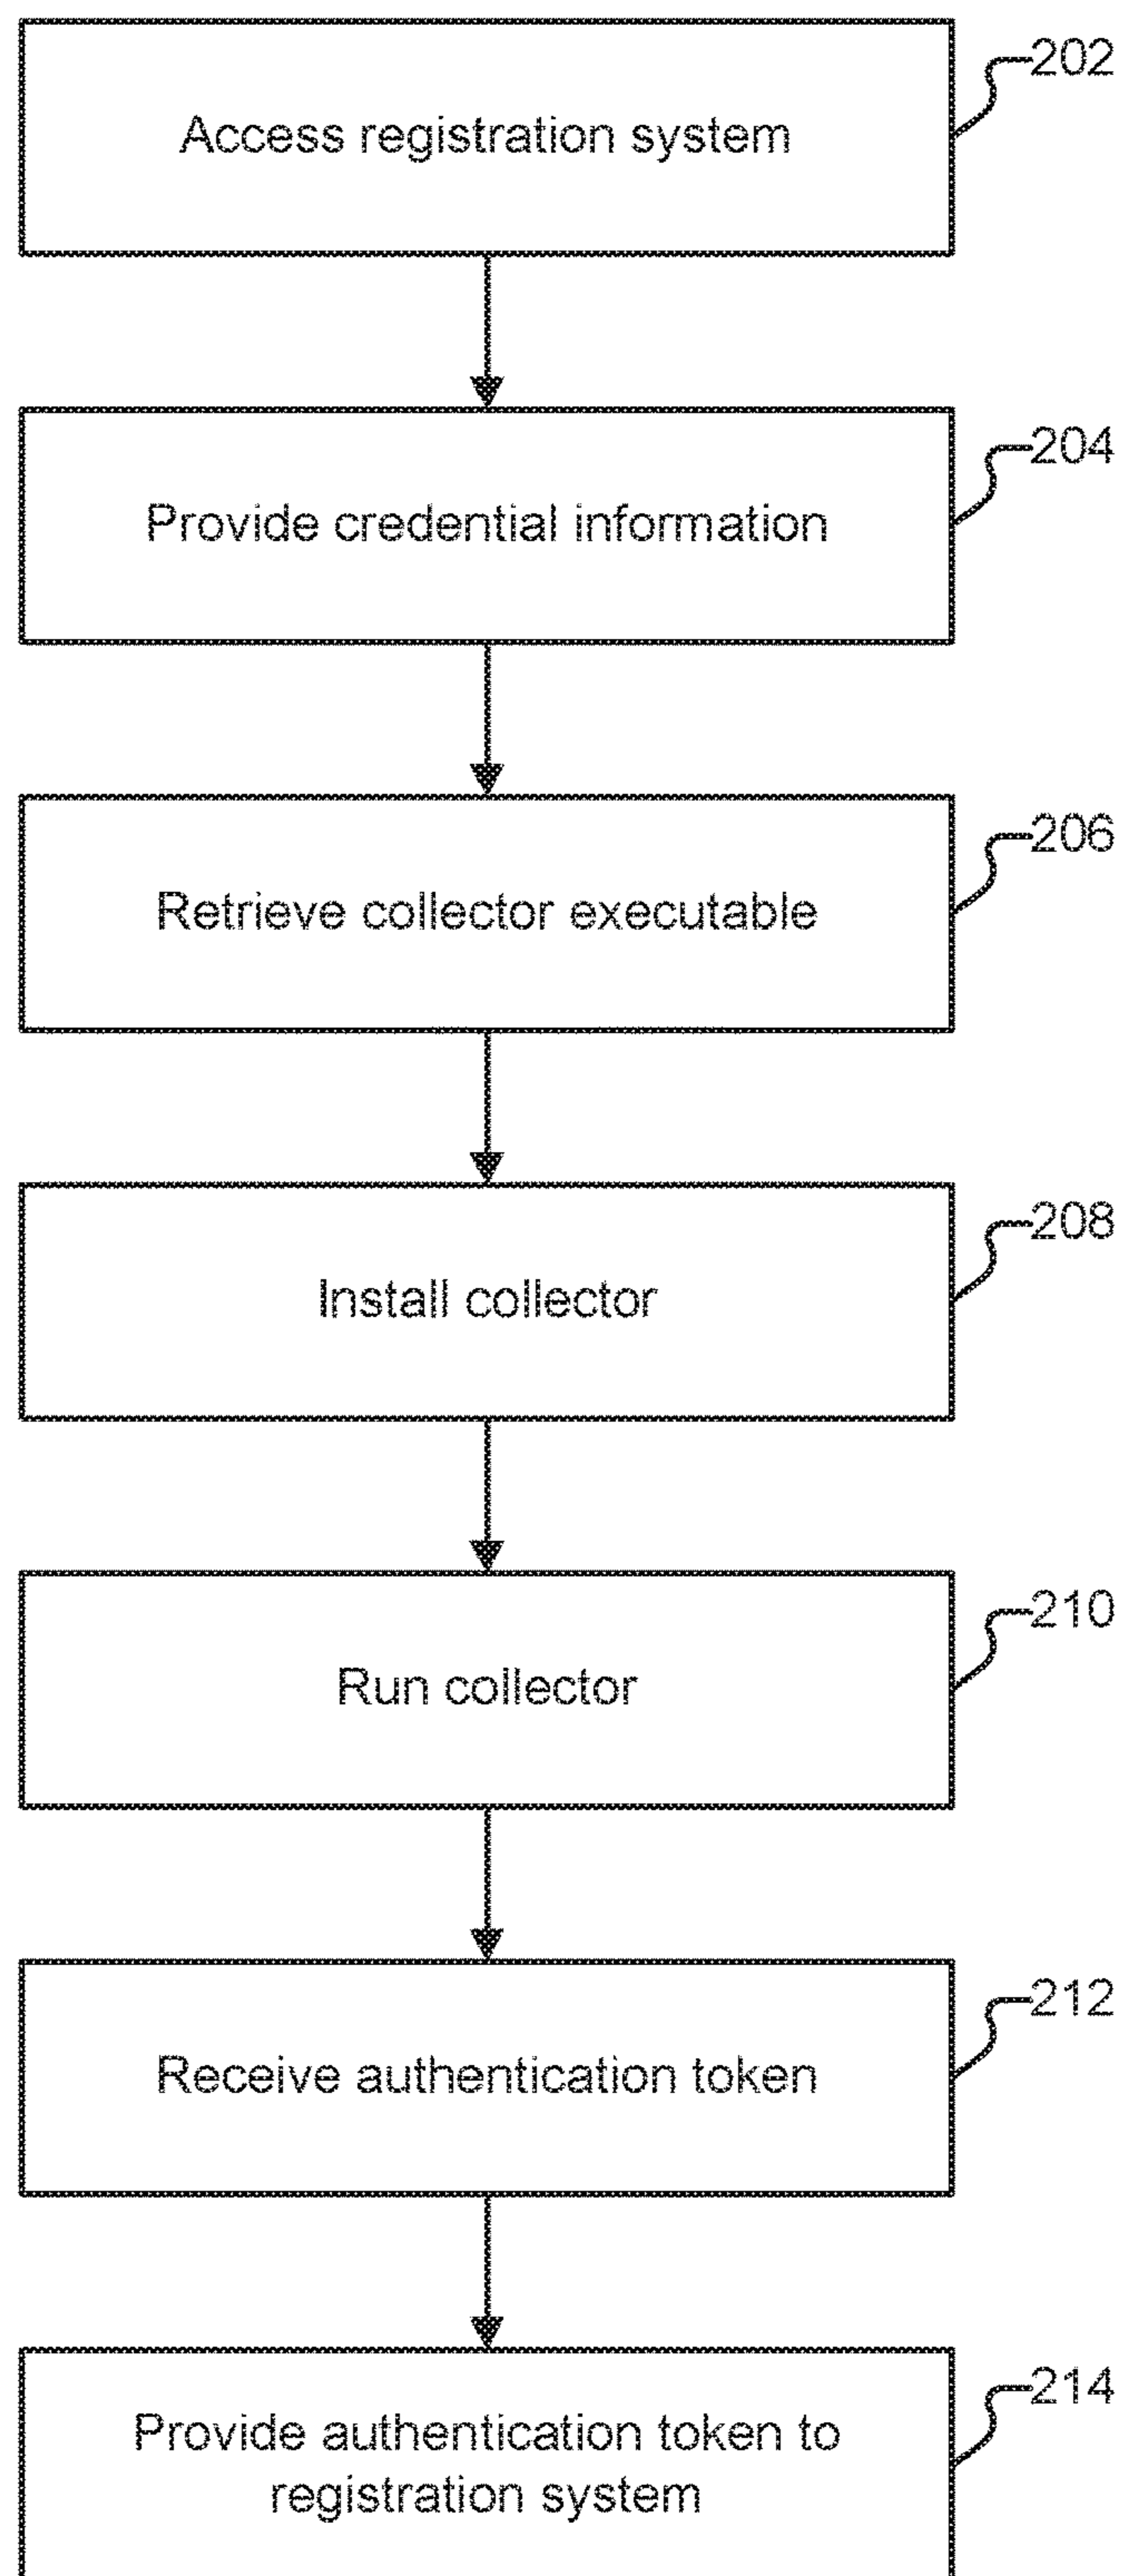 202
Access registration system
204
Provide credential information
206
Retrieve collector executable
208
Install collector
210
Run collector
212
Receive authentication token
214
Provide authentication token to
registration system